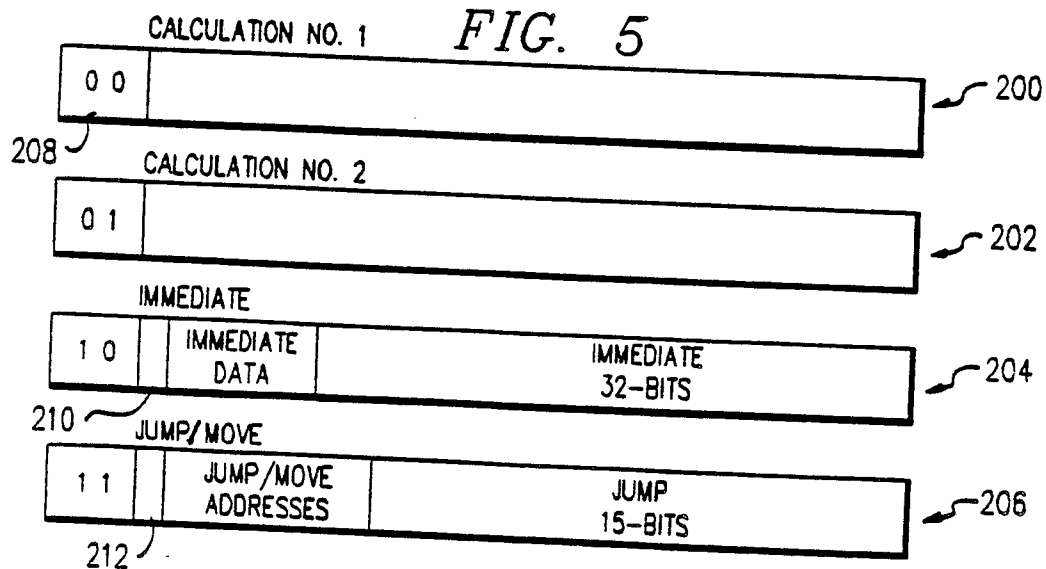 FIG. 5
CALCULATION NO. 1
0 0
200
208
CALCULATION NO. 2
0 1
202
IMMEDIATE
1 0
IMMEDIATE
DATA
IMMEDIATE
32-BITS
204
210
JUMP/MOVE
1 1
JUMP/MOVE
ADDRESSES
JUMP
15-BITS
206
212